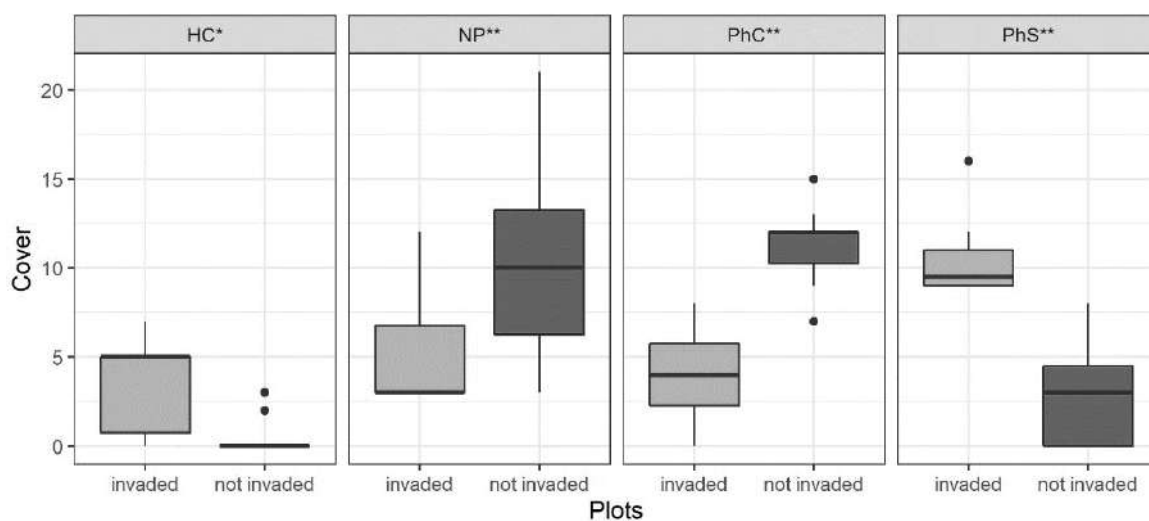 HC* NP** PhC** PhS**
20
15
10
5
0
Cover
invaded not invaded invaded not invaded invaded not invaded invaded not invaded
Plots